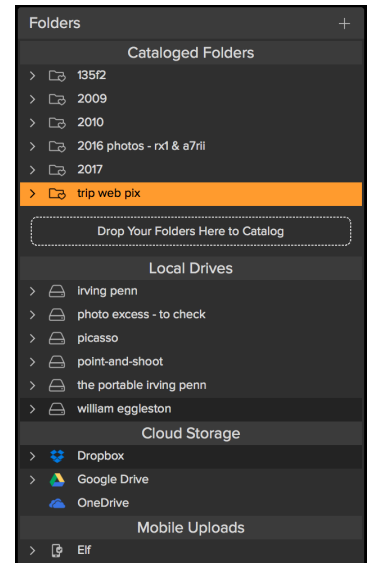 Folders
Cataloged Folders
135f2
2009
2010
2016 photos - rx1 & a7rii
2017
trip web pix
Drop Your Folders Here to Catalog
Local Drives
irving penn
photo excess - to check
picasso
point-and-shoot
the portable irving penn
william eggleston
Cloud Storage
Dropbox
Google Drive
OneDrive
Mobile Uploads
Elf